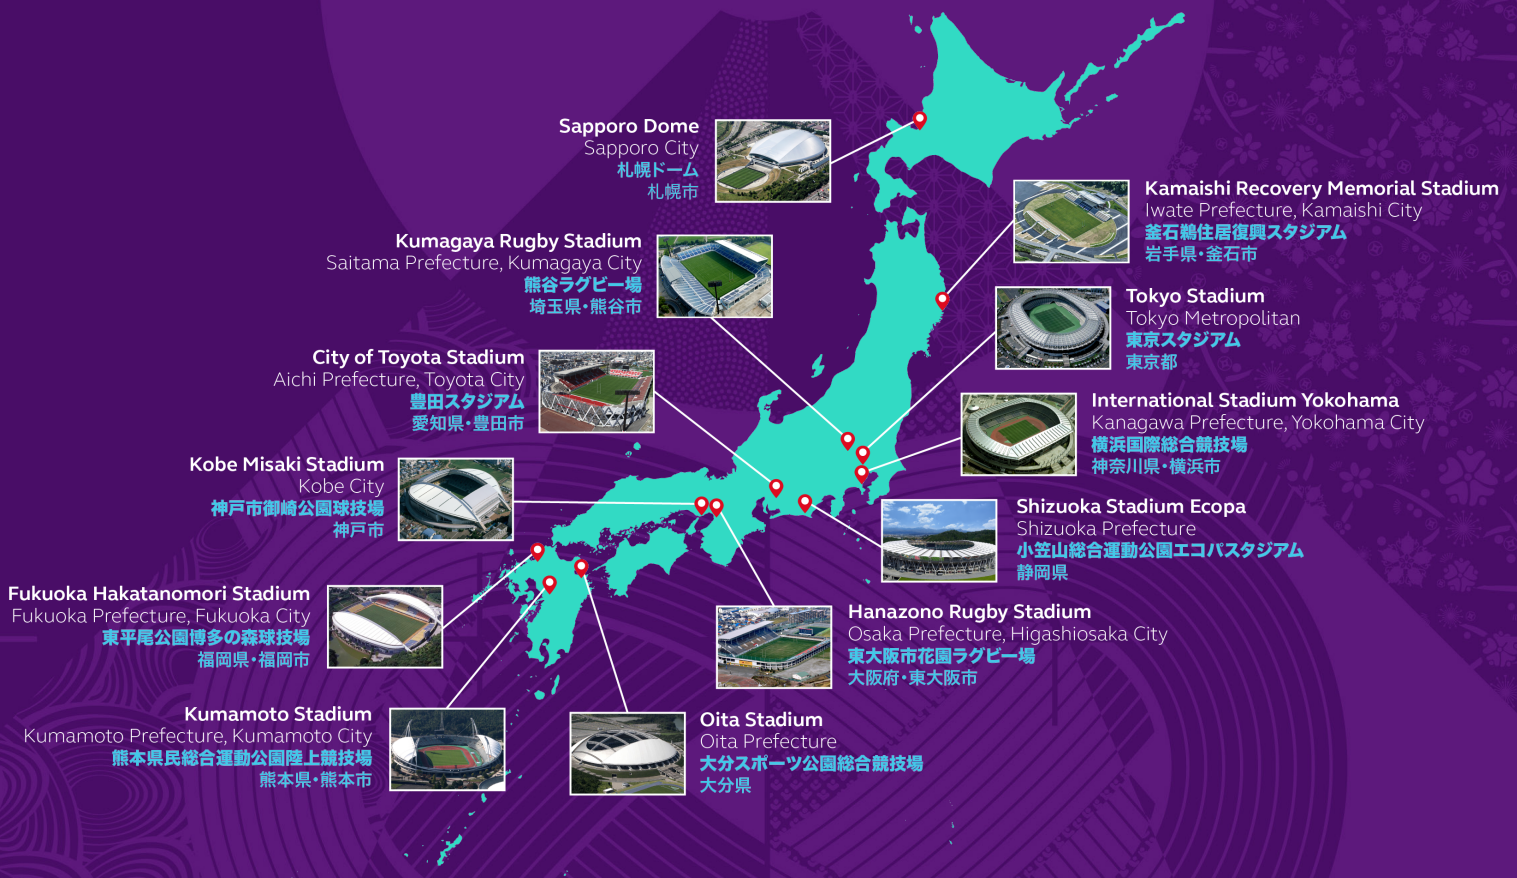 Sapporo Dome
Sapporo City
札幌ドーム
札幌市
Kamaishi Recovery Memorial Stadium
Iwate Prefecture, Kamaishi City
釜石鵜住居復興スタジアム
岩手県・釜石市
Kumagaya Rugby Stadium
Saitama Prefecture, Kumagaya City
熊谷ラグビー場
埼玉県・熊谷市
Tokyo Stadium
Tokyo Metropolitan
東京スタジアム
東京都
City of Toyota Stadium
Aichi Prefecture, Toyota City
豊田スタジアム
愛知県・豊田市
International Stadium Yokohama
Kanagawa Prefecture, Yokohama City
横浜国際総合競技場
神奈川県・横浜市
Kobe Misaki Stadium
Kobe City
神戸市御崎公園球技場
神戸市
Shizuoka Stadium Ecopa
Shizuoka Prefecture
小笠山総合運動公園エコパスタジアム
静岡県
Fukuoka Hakatanomori Stadium
Fukuoka Prefecture, Fukuoka City
東平尾公園博多の森球技場
福岡県・福岡市
Hanazono Rugby Stadium
Osaka Prefecture, Higashiosaka City
東大阪市花園ラグビー場
大阪府・東大阪市
Kumamoto Stadium
Kumamoto Prefecture, Kumamoto City
熊本県民総合運動公園陸上競技場
熊本県・熊本市
Oita Stadium
Oita Prefecture
大分スポーツ公園総合競技場
大分県